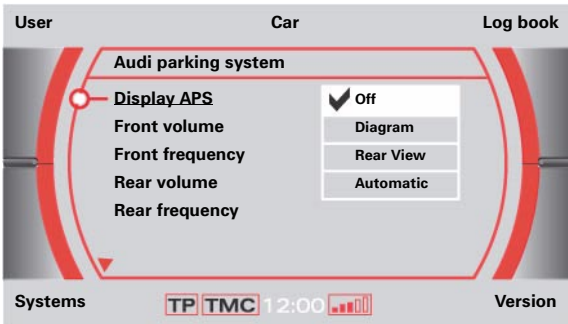 User Car Log book
Audi parking system
Display APS Off
Front volume Diagram
Front frequency Rear View
Rear volume Automatic
Rear frequency
Systems TP TMC 12:00 Version